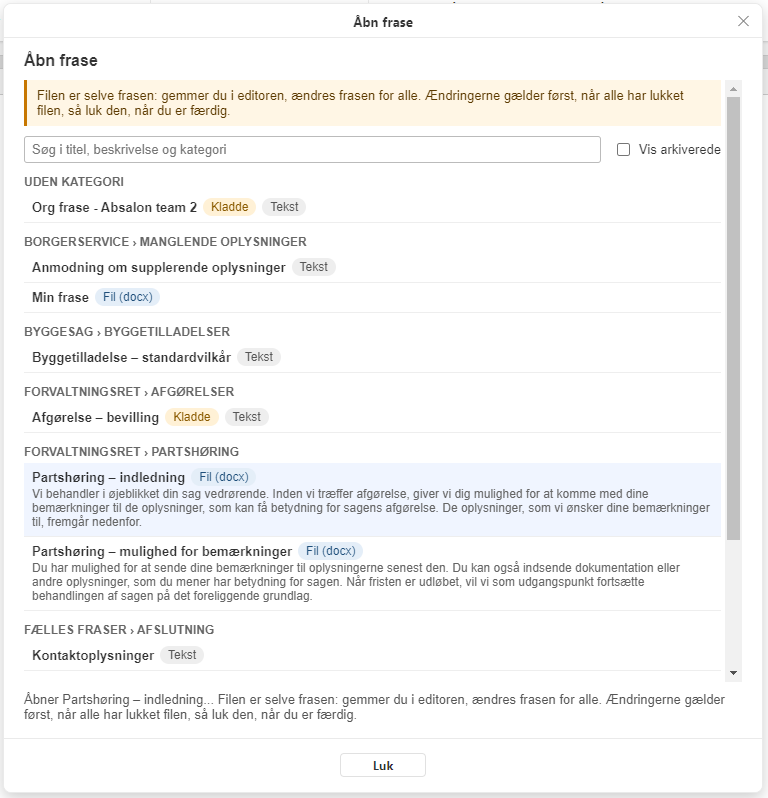 Åbn frase
Åbn frase
Filen er selve frasen: gemmer du i editoren, ændres frasen for alle. Ændringerne gælder først, når alle har lukket
filen, så luk den, når du er færdig.
Søg i titel, beskrivelse og kategori
Vis arkiverede
UDEN KATEGORI
Org frase - Absalon team 2 Kladde Tekst
BORGERSERVICE › MANGLENDE OPLYSNINGER
Anmodning om supplerende oplysninger Tekst
Min frase Fil (docx)
BYGGESAG › BYGGETILLADELSER
Byggetilladelse – standardvilkår Tekst
FORVALTNINGSRET › AFGØRELSER
Afgørelse – bevilling Kladde Tekst
FORVALTNINGSRET › PARTSHØRING
Partshøring – indledning Fil (docx)
Vi behandler i øjeblikket din sag vedrørende. Inden vi træffer afgørelse, giver vi dig mulighed for at komme med dine
bemærkninger til de oplysninger, som kan få betydning for sagens afgørelse. De oplysninger, som vi ønsker dine bemærkninger
til, fremgår nedenfor.
Partshøring – mulighed for bemærkninger Fil (docx)
Du har mulighed for at sende dine bemærkninger til oplysningerne senest den. Du kan også indsende dokumentation eller
andre oplysninger, som du mener har betydning for sagen. Når fristen er udløbet, vil vi som udgangspunkt fortsætte
behandlingen af sagen på det foreliggende grundlag.
FÆLLES FRASER › AFSLUTNING
Kontaktoplysninger Tekst
Åbner Partshøring – indledning... Filen er selve frasen: gemmer du i editoren, ændres frasen for alle. Ændringerne gælder
først, når alle har lukket filen, så luk den, når du er færdig.
Luk